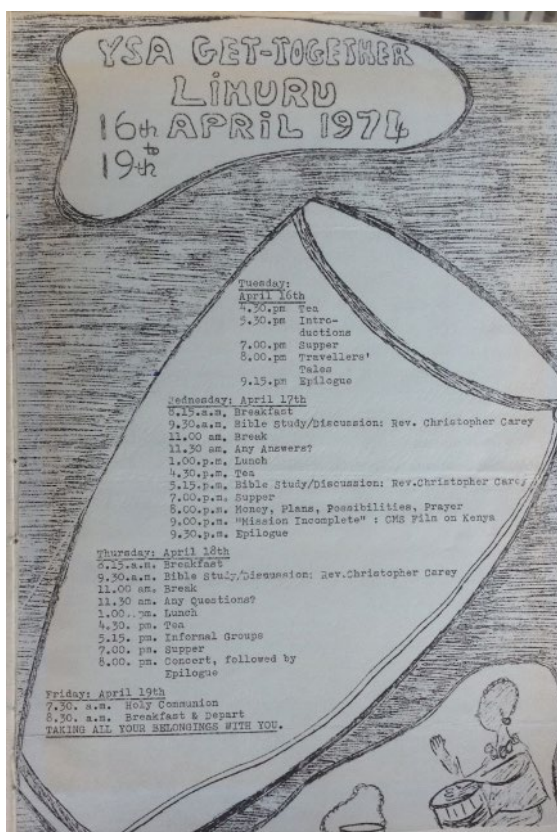 YSA GET-TOGETHER
LIMURU
16th APRIL 1974
to
19th
Tuesday:
April 16th
4.30.pm Tea
5.30.pm Intro-
ductions
7.00.pm Supper
8.00.pm Travellers'
Tales
9.15.pm Epilogue
Wednesday: April 17th
8.15.a.m. Breakfast
9.30.a.m. Bible Study/Discussion: Rev. Christopher Carey
11.00 am. Break
11.30 am. Any Answers?
1.00.p.m. Lunch
4.30.p.m. Tea
5.15.p.m. Bible Study/Discussion: Rev.Christopher Carey
7.00.p.m. Supper
8.00.p.m. Money, Plans, Possibilities, Prayer
9.00.p.m. "Mission Incomplete" : CMS Film on Kenya
9.30.p.m. Epilogue
Thursday: April 18th
8.15.a.m. Breakfast
9.30.a.m. Bible Study/Discussion: Rev.Christopher Carey
11.00 am. Break
11.30 am. Any Questions?
1.00..pm. Lunch
4.30. pm. Tea
5.15. pm. Informal Groups
7.00. pm. Supper
8.00. pm. Concert, followed by
Epilogue
Friday: April 19th
7.30. a.m. Holy Communion
8.30. a.m. Breakfast & Depart
TAKING ALL YOUR BELONGINGS WITH YOU.